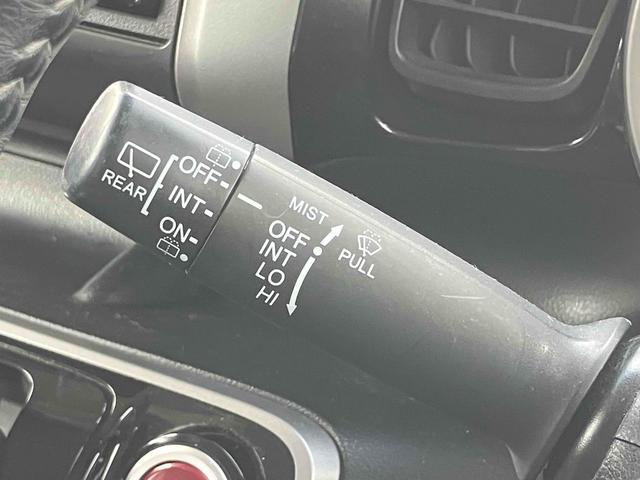 REAR
OFF
INT
ON
MIST
OFF
INT
LO
HI
PULL